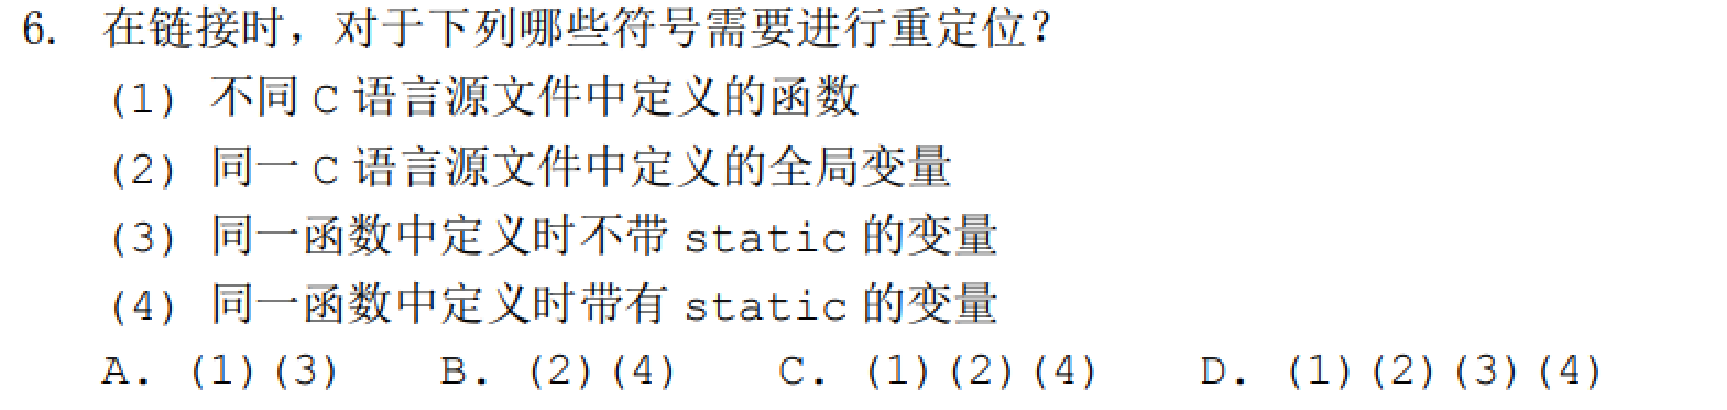 6. 在链接时，对于下列哪些符号需要进行重定位？
(1) 不同 C 语言源文件中定义的函数
(2) 同一 C 语言源文件中定义的全局变量
(3) 同一函数中定义时不带 static 的变量
(4) 同一函数中定义时带有 static 的变量
A. (1)(3) B. (2)(4) C. (1)(2)(4) D. (1)(2)(3)(4)